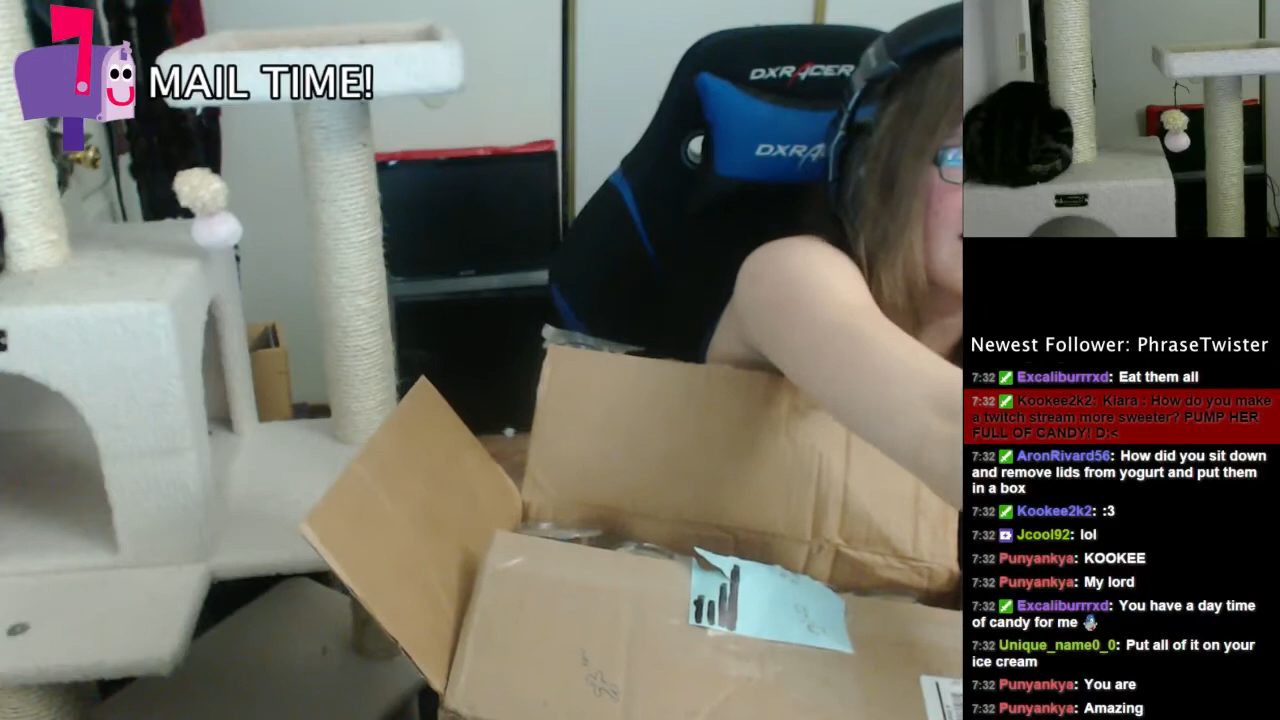 MAIL TIME!
DXRACER
DXRA
Newest Follower: PhraseTwister
7:32 Excaliburrrxd: Eat them all
7:32 Kookee2k2: Kiara : How do you make
a twitch stream more sweeter? PUMP HER
FULL OF CANDY! D:<
7:32 AronRivard56: How did you sit down
and remove lids from yogurt and put them
in a box
7:32 Kookee2k2: :3
7:32 Jcool92: lol
7:32 Punyankya: KOOKEE
7:32 Punyankya: My lord
7:32 Excaliburrrxd: You have a day time
of candy for me
7:32 Unique_name0_0: Put all of it on your
ice cream
7:32 Punyankya: You are
7:32 Punyankya: Amazing